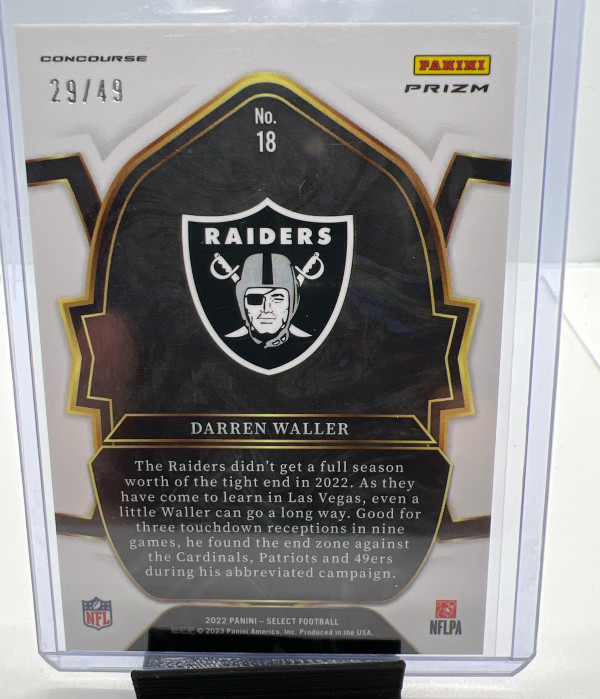 CONCOURSE
29/49
PANINI
PRIZM
No.
18
RAIDERS
DARREN WALLER
The Raiders didn't get a full season
worth of the tight end in 2022. As they
have come to learn in Las Vegas, even a
little Waller can go a long way. Good for
three touchdown receptions in nine
games, he found the end zone against
the Cardinals, Patriots and 49ers
during his abbreviated campaign.
NFL
2022 PANINI – SELECT FOOTBALL
© 2023 Panini America, Inc. Produced in the USA.
NFLPA